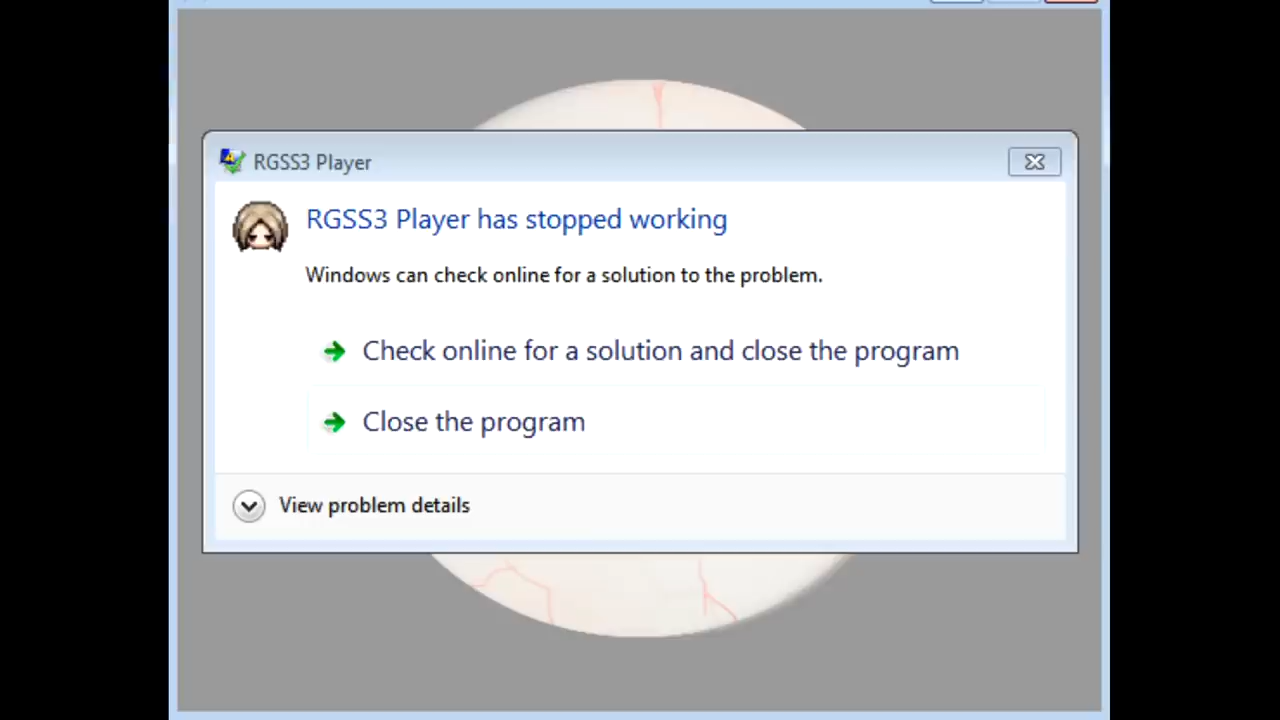 RGSS3 Player
RGSS3 Player has stopped working
Windows can check online for a solution to the problem.
Check online for a solution and close the program
Close the program
View problem details